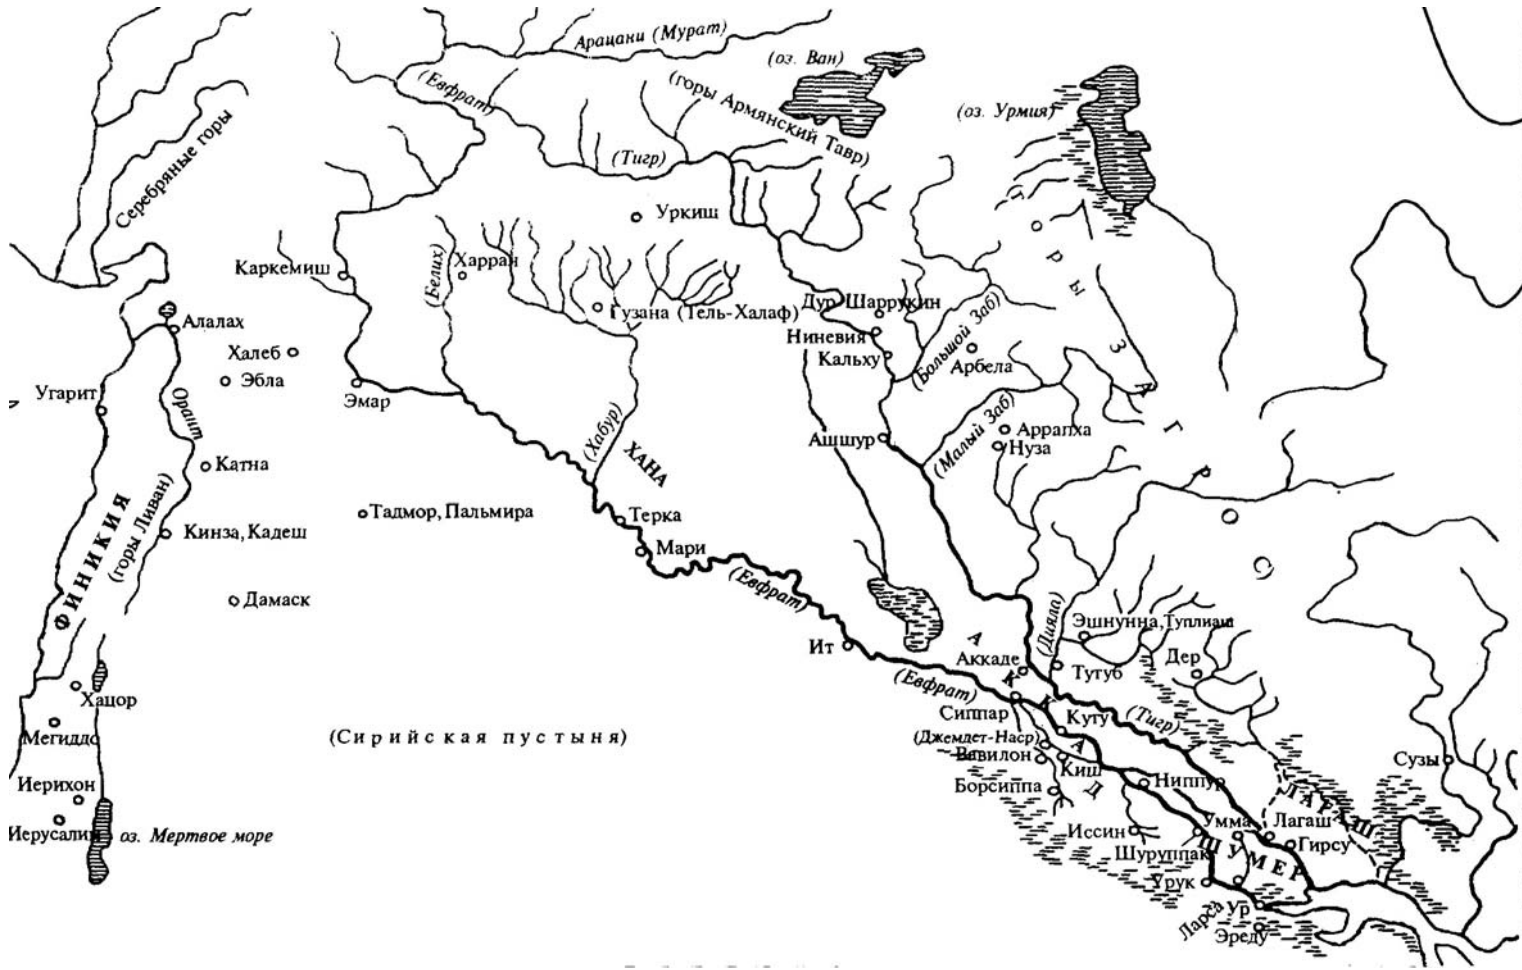 Арацани (Мурат)
(оз. Ван)
(Евфрат)
(горы Армянский Тавр)
(оз. Урмия)
Серебряные горы
(Тигр)
Уркиш
горы ЗАГРОС
Каркемиш
(Белих)
Харран
Гузана (Тель-Халаф)
Дур-Шаррукин
(Большой Заб)
Алалах
Ниневия
Халеб
Кальху
Арбела
Эбла
Угарит
Эмар
Оронт
(Хабур)
ХАНА
Ашшур
(Малый Заб)
Аррапха
Нуза
Катна
ФИНИКИЯ
(горы Ливан)
Тадмор, Пальмира
Терка
Кинза, Кадеш
Мари
(Евфрат)
Дамаск
(Дияла)
Эшнунна, Туплиаш
Ит
АККАД
Аккаде
Тутуб
Дер
(Евфрат)
Хацор
Сиппар
Куту
(Тигр)
Мегиддо
(Сирийская пустыня)
(Джемдет-Наср)
Вавилон
Киш
Сузы
Иерихон
Борсиппа
Ниппур
ЛАГАШ
Иерусалим
оз. Мертвое море
Иссин
Умма
Лагаш
Шуруппак
ШУМЕР
Гирсу
Урук
Ларса
Ур
Эреду